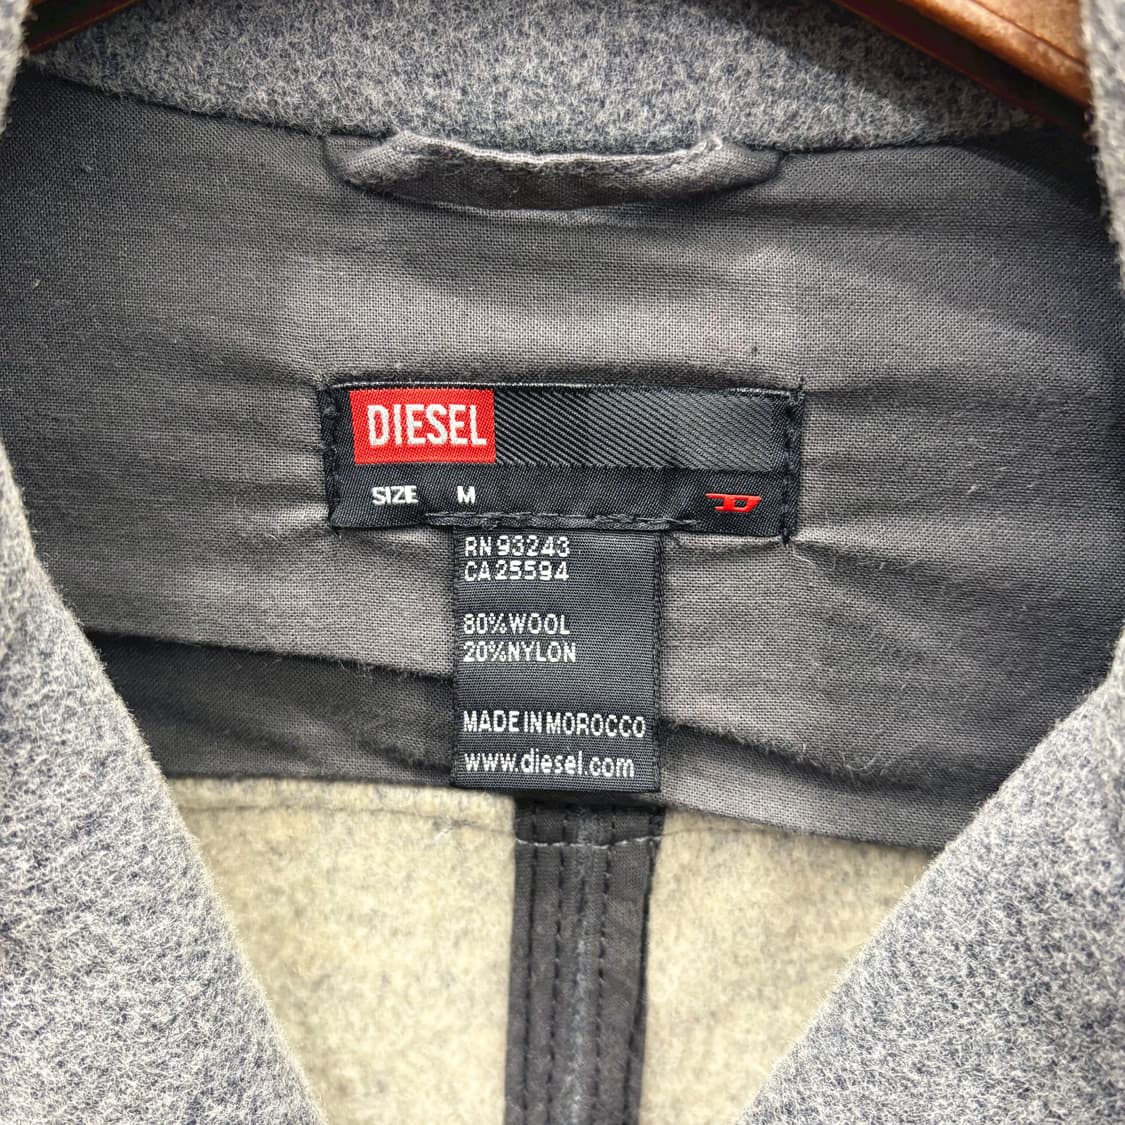 DIESEL
SIZE M
RN 93243
CA 25594
80% WOOL
20% NYLON
MADE IN MOROCCO
www.diesel.com